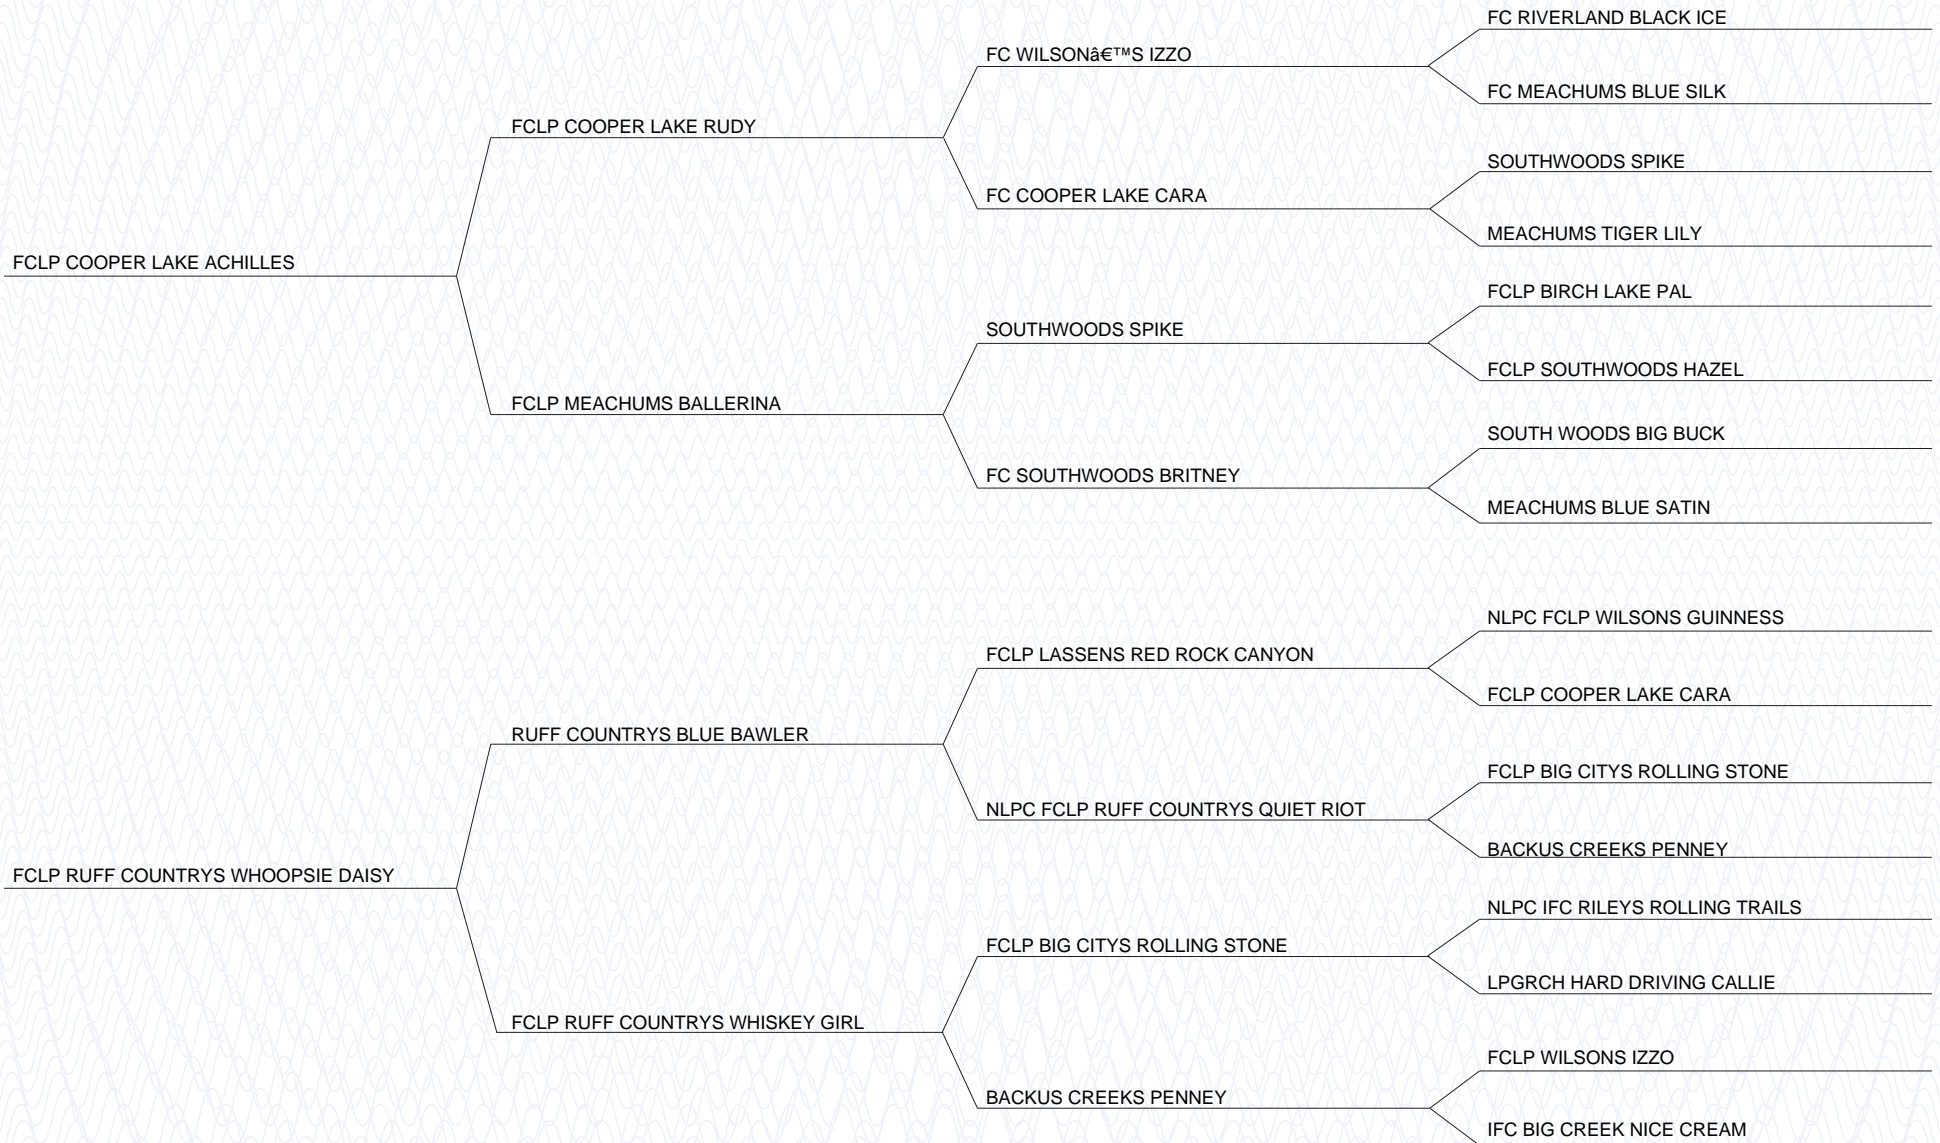 FC RIVERLAND BLACK ICE
FC WILSONâ€™S IZZO
FC MEACHUMS BLUE SILK
FCLP COOPER LAKE RUDY
SOUTHWOODS SPIKE
FC COOPER LAKE CARA
MEACHUMS TIGER LILY
FCLP COOPER LAKE ACHILLES
FCLP BIRCH LAKE PAL
SOUTHWOODS SPIKE
FCLP SOUTHWOODS HAZEL
FCLP MEACHUMS BALLERINA
SOUTH WOODS BIG BUCK
FC SOUTHWOODS BRITNEY
MEACHUMS BLUE SATIN
NLPC FCLP WILSONS GUINNESS
FCLP LASSENS RED ROCK CANYON
FCLP COOPER LAKE CARA
RUFF COUNTRYS BLUE BAWLER
FCLP BIG CITYS ROLLING STONE
NLPC FCLP RUFF COUNTRYS QUIET RIOT
BACKUS CREEKS PENNEY
FCLP RUFF COUNTRYS WHOOPSIE DAISY
NLPC IFC RILEYS ROLLING TRAILS
FCLP BIG CITYS ROLLING STONE
LPGRCH HARD DRIVING CALLIE
FCLP RUFF COUNTRYS WHISKEY GIRL
FCLP WILSONS IZZO
BACKUS CREEKS PENNEY
IFC BIG CREEK NICE CREAM